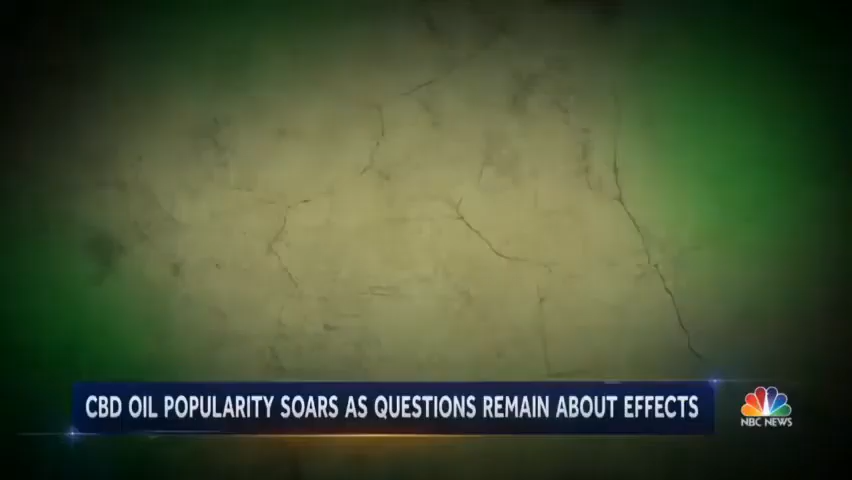 CBD OIL POPULARITY SOARS AS QUESTIONS REMAIN ABOUT EFFECTS
NBC NEWS